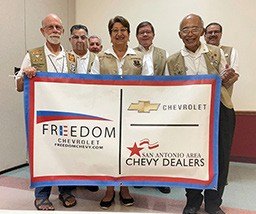 FREEDOM
CHEVROLET
FREEDOMCHEVY.COM
CHEVROLET
SAN ANTONIO AREA
CHEVY DEALERS